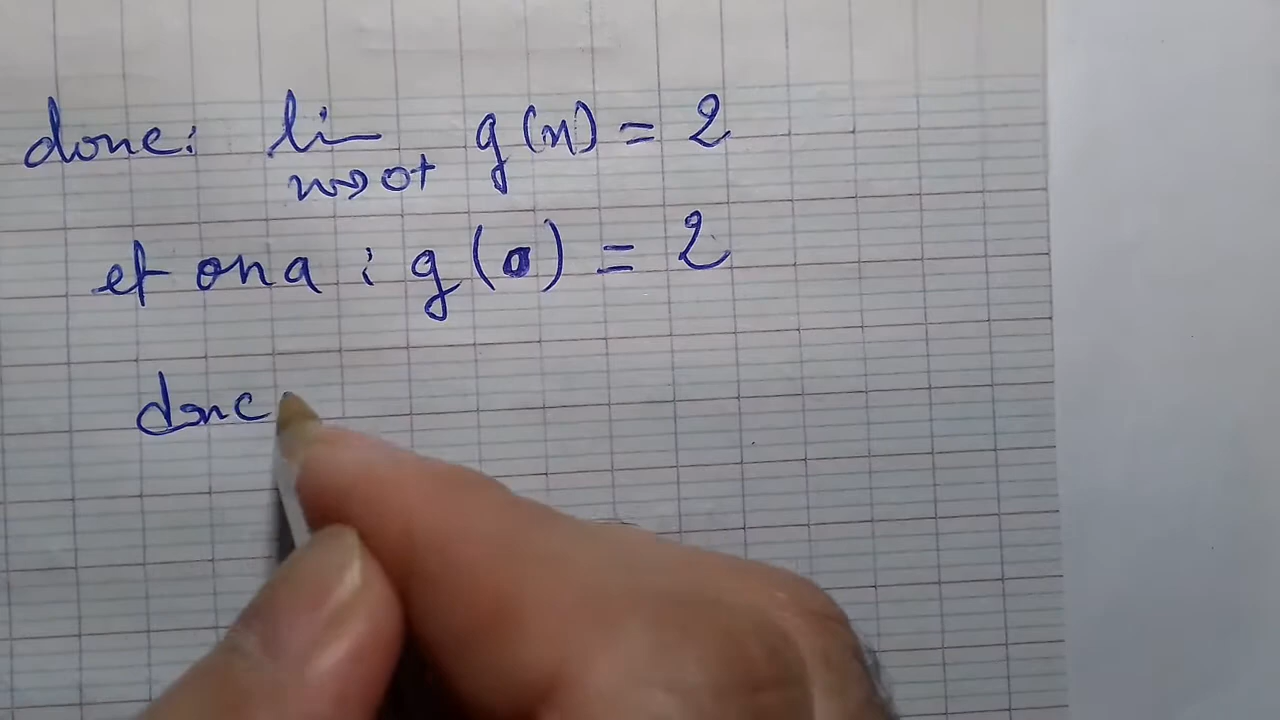 donc: lim g(x) = 2
x→0+
et on a : g(0) = 2
donc